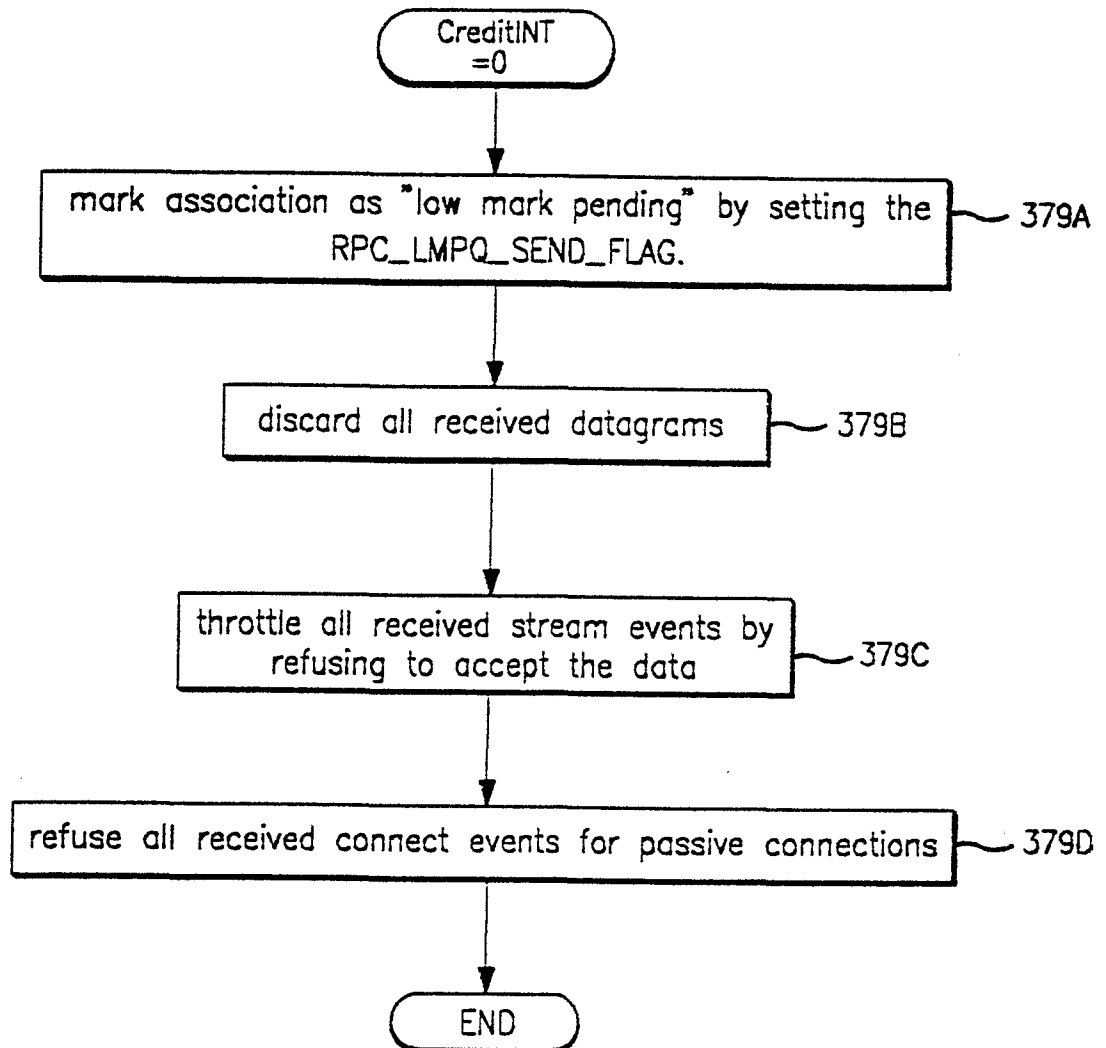 CreditINT
=0
mark association as "low mark pending" by setting the
RPC_LMPQ_SEND_FLAG.
379A
discard all received datagrams
379B
throttle all received stream events by
refusing to accept the data
379C
refuse all received connect events for passive connections
379D
END